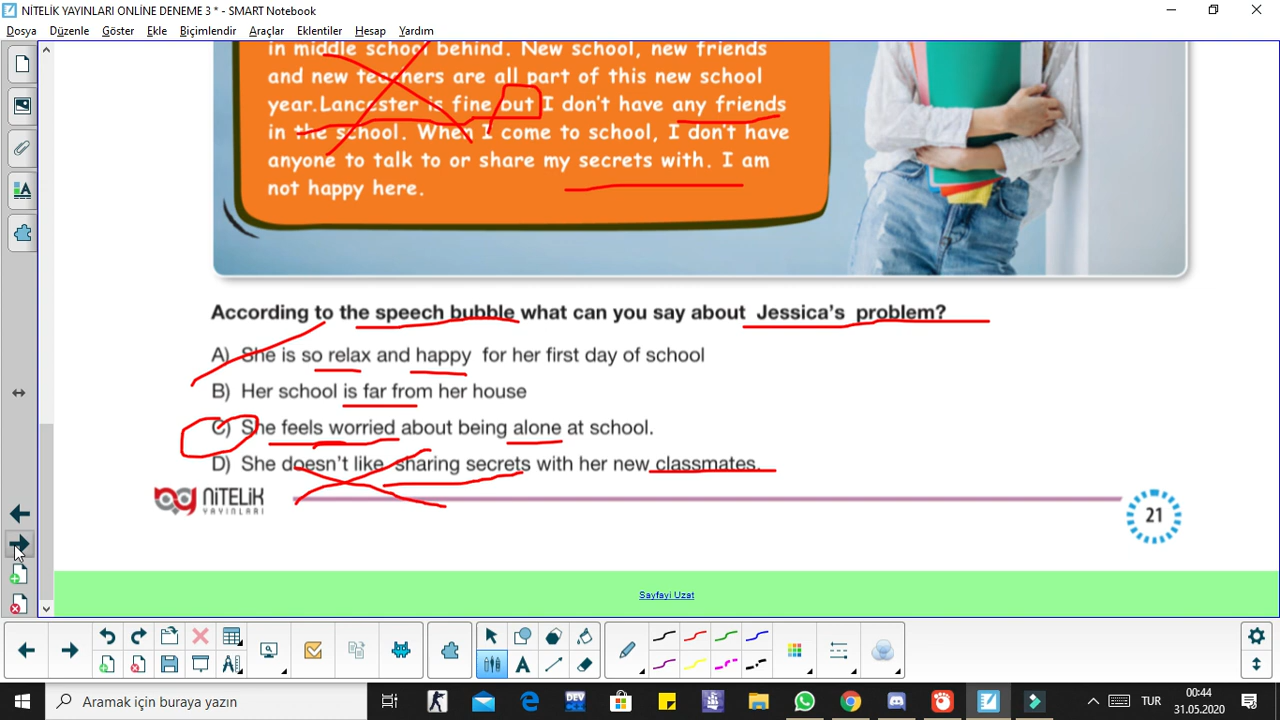 NİTELİK YAYINLARI ONLİNE DENEME 3 * - SMART Notebook
Dosya Düzenle Göster Ekle Biçimlendir Araçlar Eklentiler Hesap Yardım
in middle school behind. New school, new friends
and new teachers are all part of this new school
year.Lancester is fine but I don't have any friends
in the school. When I come to school, I don't have
anyone to talk to or share my secrets with. I am
not happy here.
According to the speech bubble what can you say about Jessica's problem?
A) She is so relax and happy for her first day of school
B) Her school is far from her house
C) She feels worried about being alone at school.
D) She doesn't like sharing secrets with her new classmates.
NiTELiK
YAYINLARI
21
Sayfayi Uzat
Aramak için buraya yazın
DEV
TUR
00:44
31.05.2020